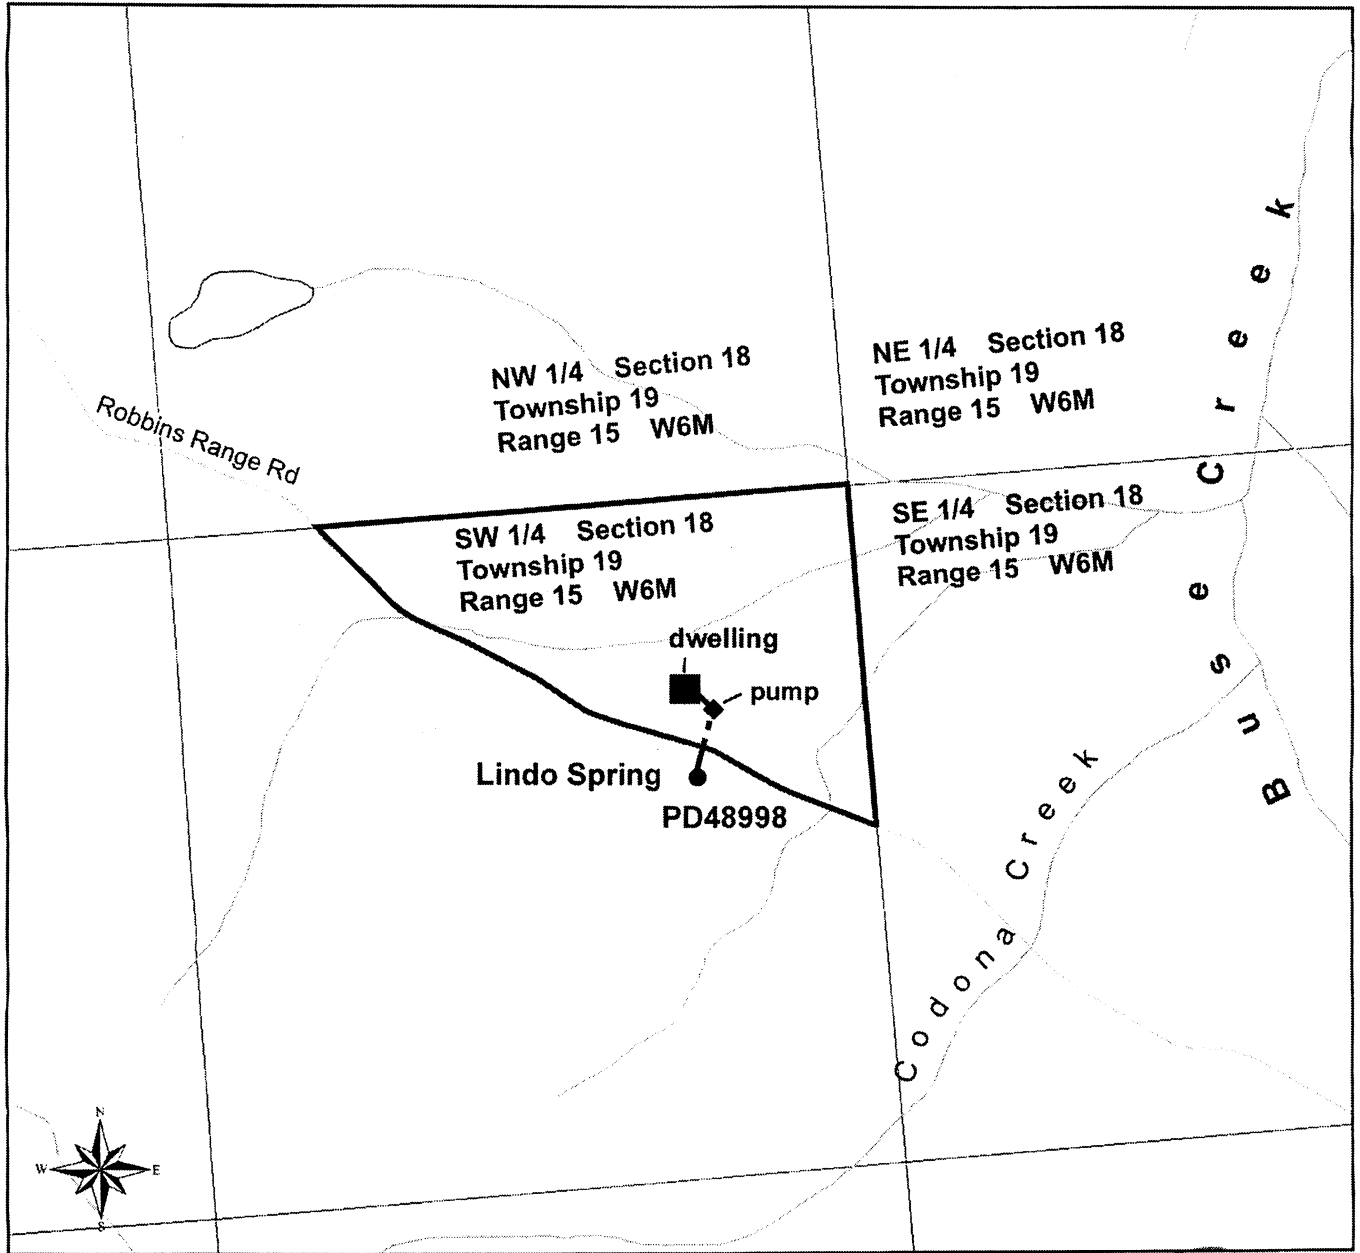 NW 1/4 Section 18
Township 19
Range 15 W6M
NE 1/4 Section 18
Township 19
Range 15 W6M
Robbins Range Rd
SW 1/4 Section 18
Township 19
Range 15 W6M
SE 1/4 Section 18
Township 19
Range 15 W6M
dwelling
pump
Lindo Spring
PD48998
Codona Creek
Buse Creek
N
W
E
S